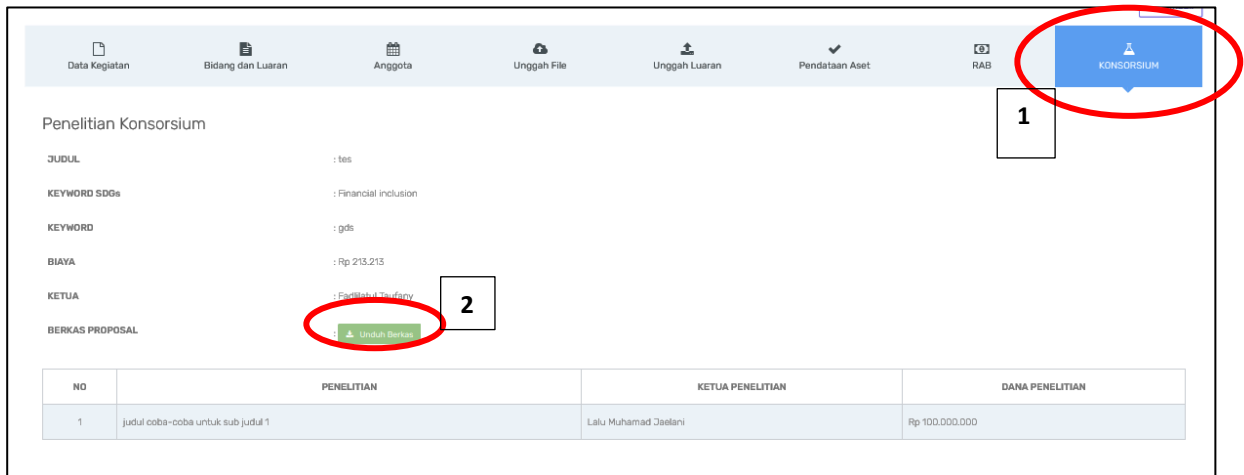 Data Kegiatan Bidang dan Luaran Anggota Unggah File Unggah Luaran Pendataan Aset RAB KONSORSIUM
1
Penelitian Konsorsium
JUDUL : tes
KEYWORD SDGs : Financial inclusion
KEYWORD : gds
BIAYA : Rp 213.213
KETUA : Fadlilatul Taufany
2
BERKAS PROPOSAL : Unduh Berkas
NO PENELITIAN KETUA PENELITIAN DANA PENELITIAN
1 judul coba-coba untuk sub judul 1 Lalu Muhamad Jaelani Rp 100.000.000